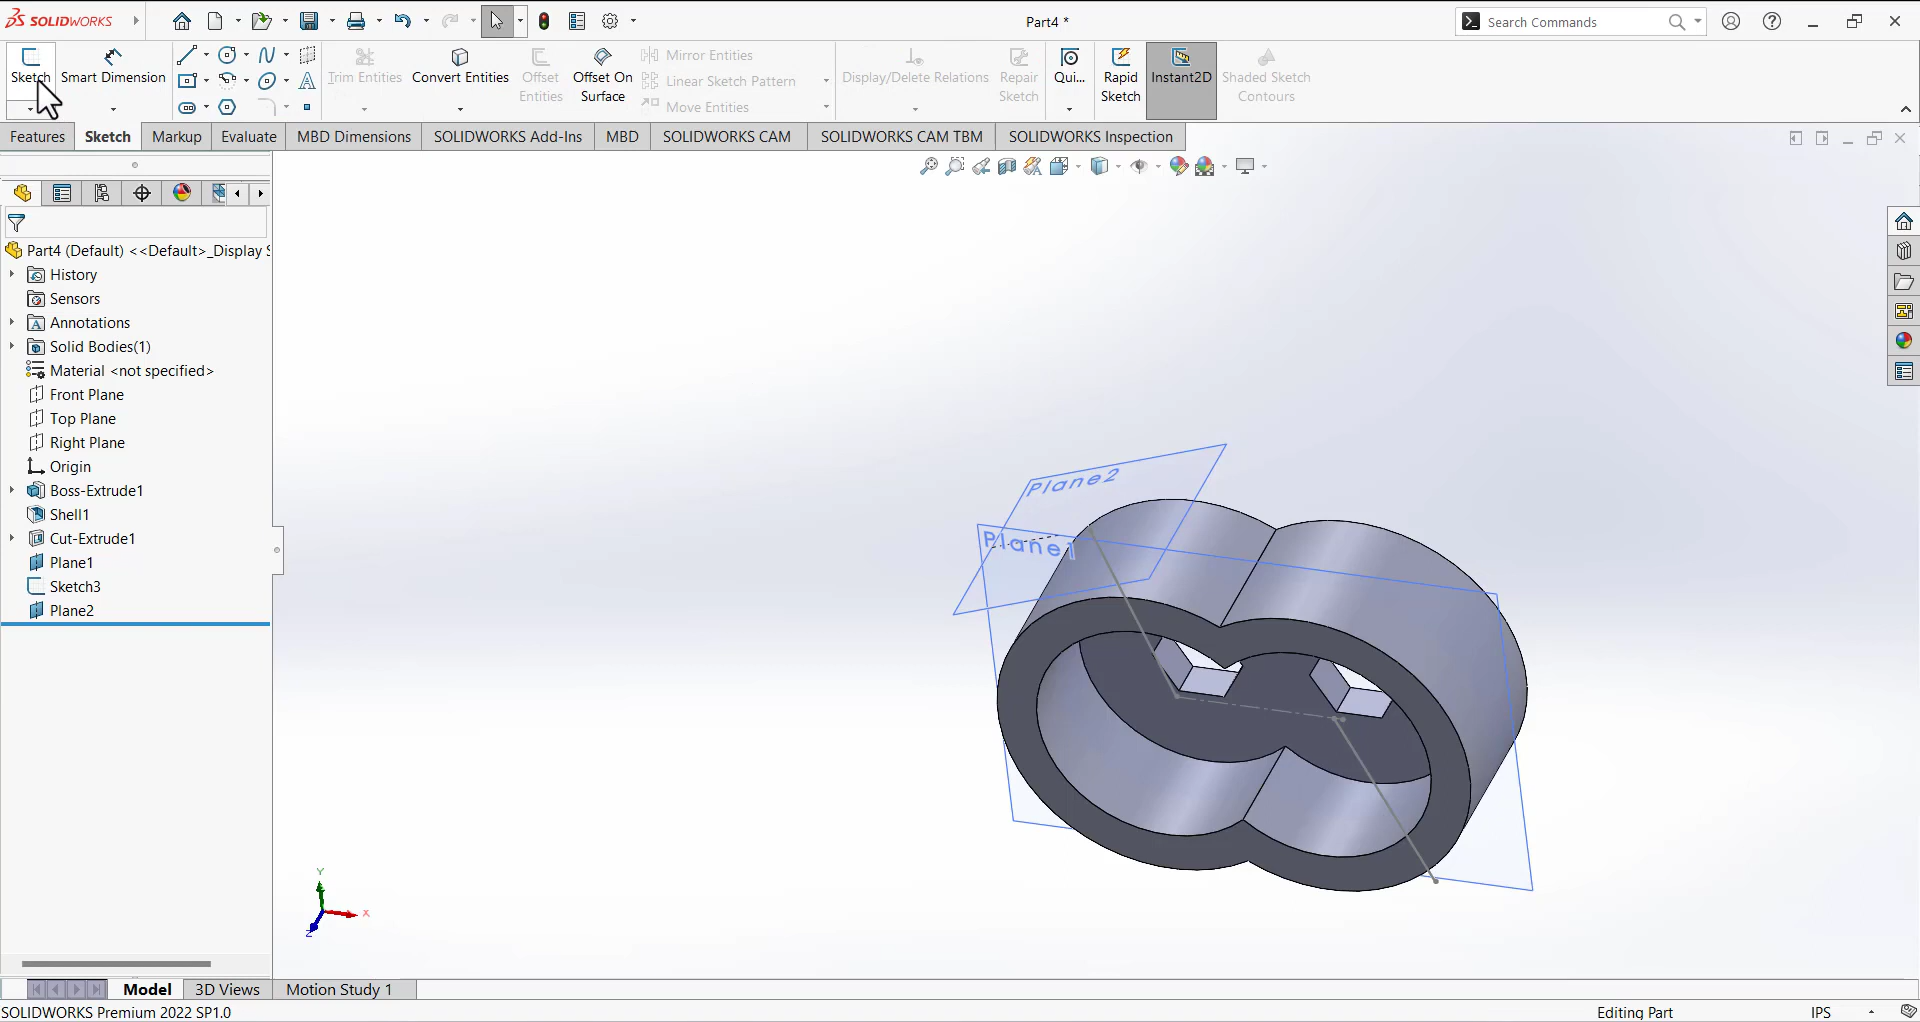 SOLIDWORKS
Part4 *
Search Commands
Sketch
Smart Dimension
Trim Entities
Convert Entities
Offset Entities
Offset On Surface
Mirror Entities
Linear Sketch Pattern
Move Entities
Display/Delete Relations
Repair Sketch
Qui...
Rapid Sketch
Instant2D
Shaded Sketch Contours
Features
Sketch
Markup
Evaluate
MBD Dimensions
SOLIDWORKS Add-Ins
MBD
SOLIDWORKS CAM
SOLIDWORKS CAM TBM
SOLIDWORKS Inspection
Part4 (Default) <<Default>_Display S
History
Sensors
Annotations
Solid Bodies(1)
Material <not specified>
Front Plane
Top Plane
Right Plane
Origin
Boss-Extrude1
Shell1
Cut-Extrude1
Plane1
Sketch3
Plane2
Plane2
Plane1
Y
X
Z
Model
3D Views
Motion Study 1
SOLIDWORKS Premium 2022 SP1.0
Editing Part
IPS